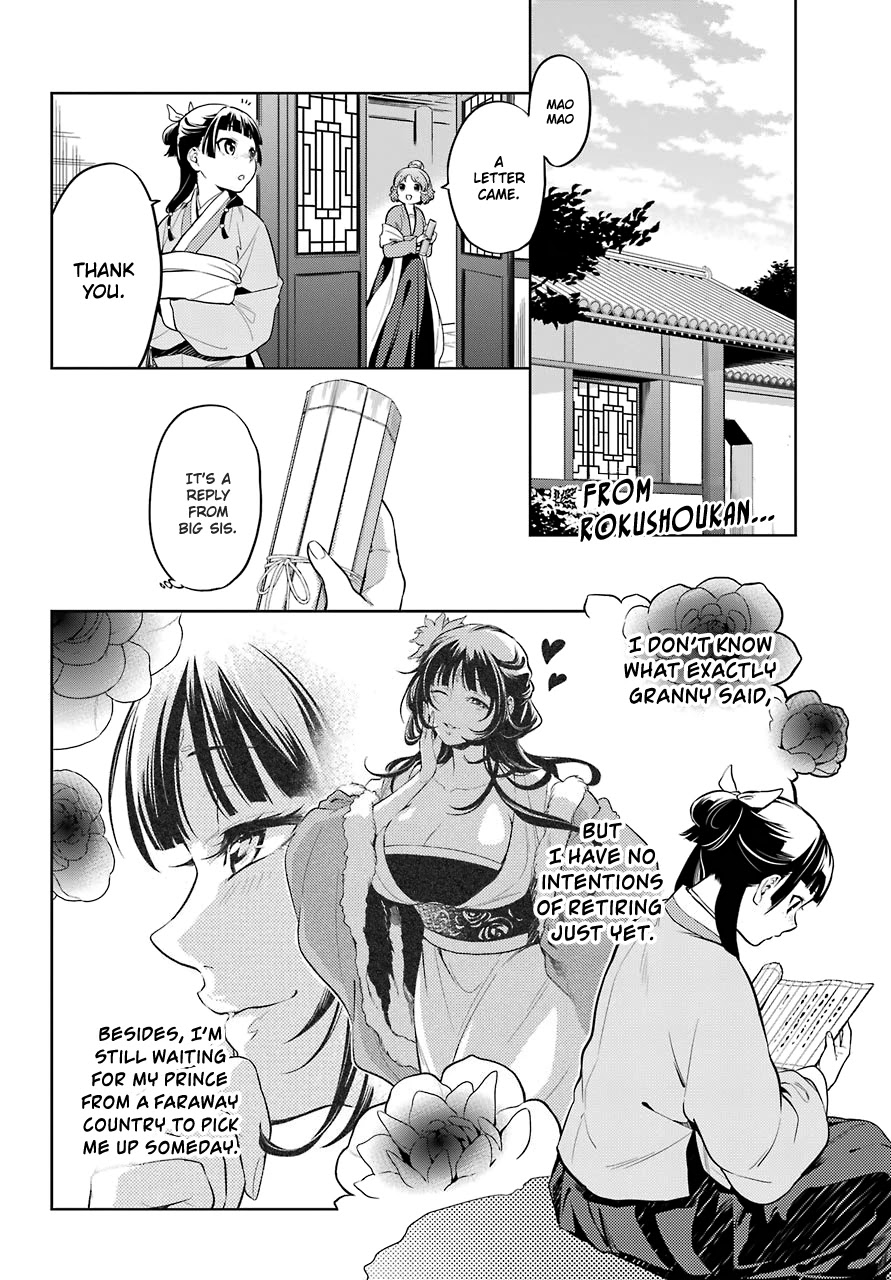 MAO
MAO
A
LETTER
CAME.
THANK
YOU.
FROM
ROKUSHOUKAN...
IT'S A
REPLY
FROM
BIG SIS.
I DON'T KNOW
WHAT EXACTLY
GRANNY SAID,
BUT
I HAVE NO
INTENTIONS
OF RETIRING
JUST YET.
BESIDES, I'M
STILL WAITING
FOR MY PRINCE
FROM A FARAWAY
COUNTRY TO PICK
ME UP SOMEDAY.